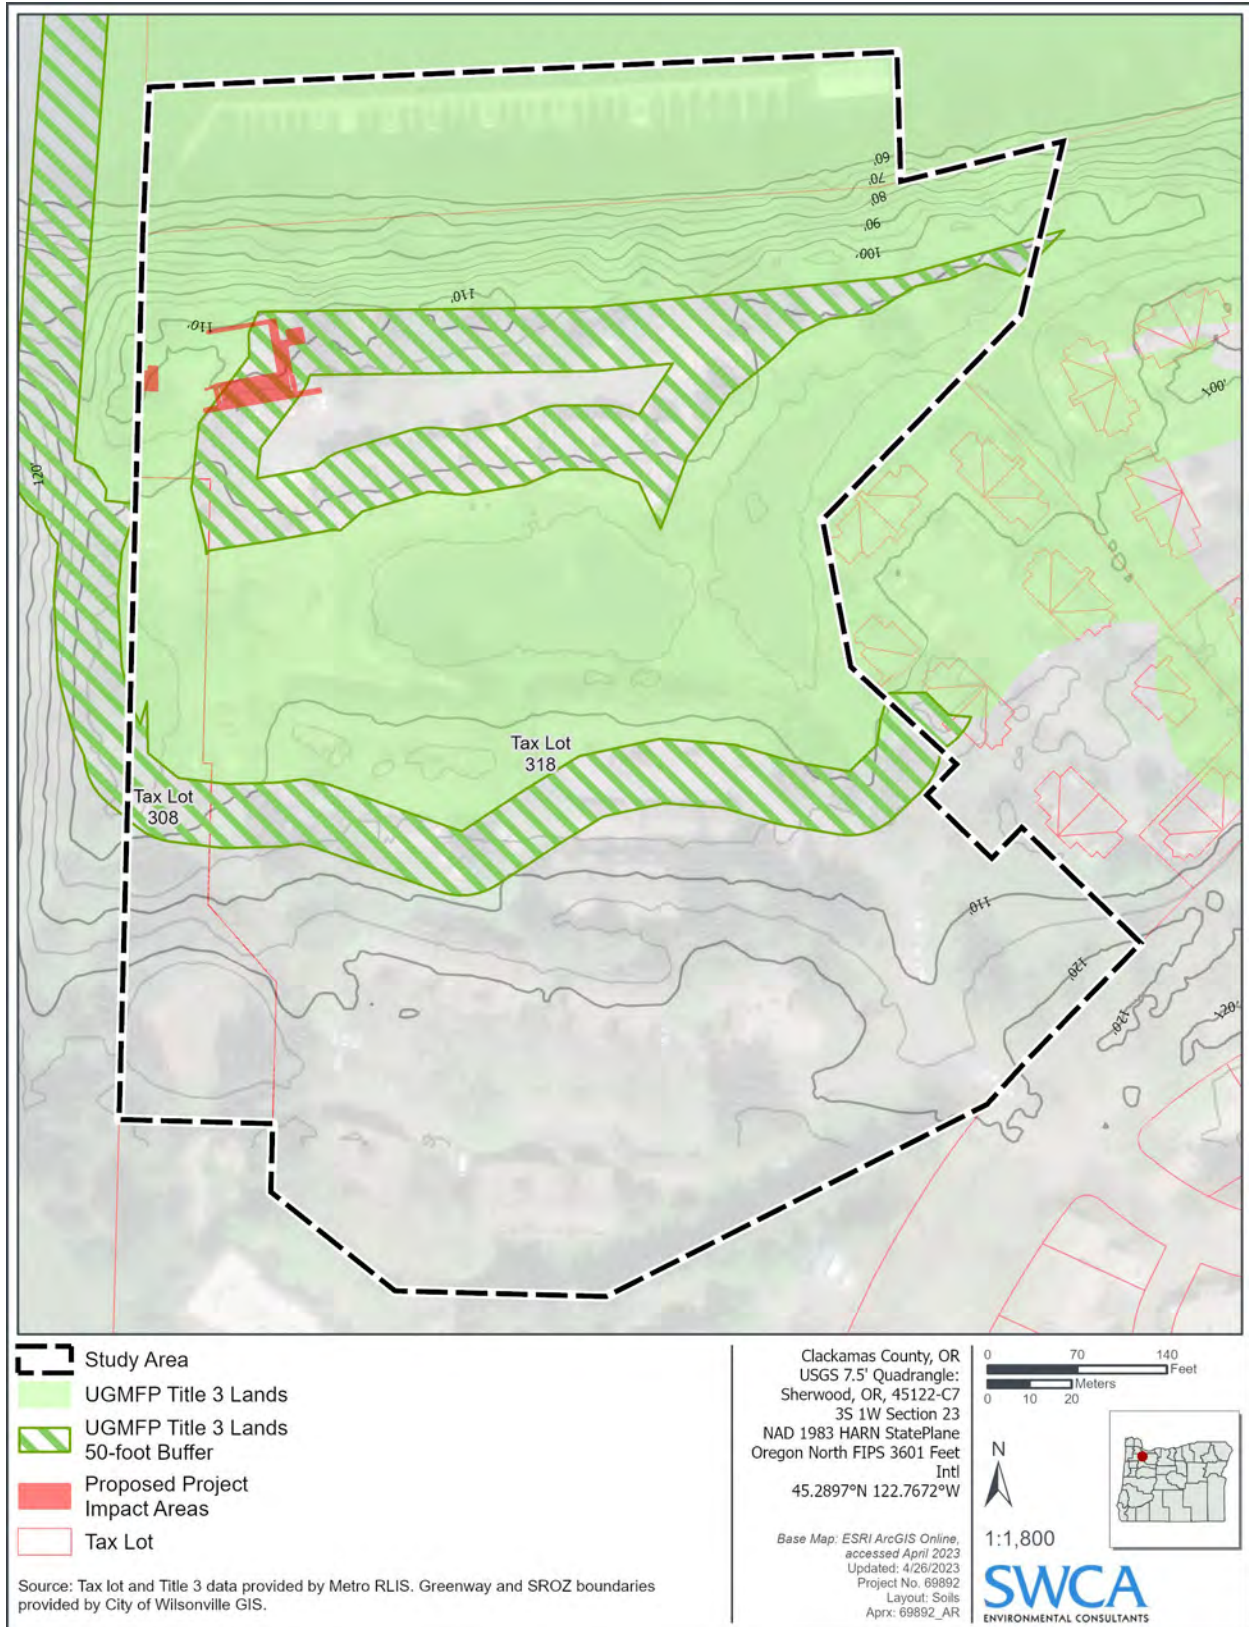 60'
70'
80'
90'
100'
110'
110'
100'
120'
Tax Lot
318
Tax Lot
308
110'
120'
120'
120'
Study Area
UGMFP Title 3 Lands
UGMFP Title 3 Lands
50-foot Buffer
Proposed Project
Impact Areas
Tax Lot
Source: Tax lot and Title 3 data provided by Metro RLIS. Greenway and SROZ boundaries
provided by City of Wilsonville GIS.
Clackamas County, OR
USGS 7.5' Quadrangle:
Sherwood, OR, 45122-C7
3S 1W Section 23
NAD 1983 HARN StatePlane
Oregon North FIPS 3601 Feet
Intl
45.2897°N 122.7672°W
Base Map: ESRI ArcGIS Online,
accessed April 2023
Updated: 4/26/2023
Project No. 69892
Layout: Soils
Aprx: 69892_AR
0 70 140
Feet
Meters
0 10 20
N
1:1,800
SWCA
ENVIRONMENTAL CONSULTANTS